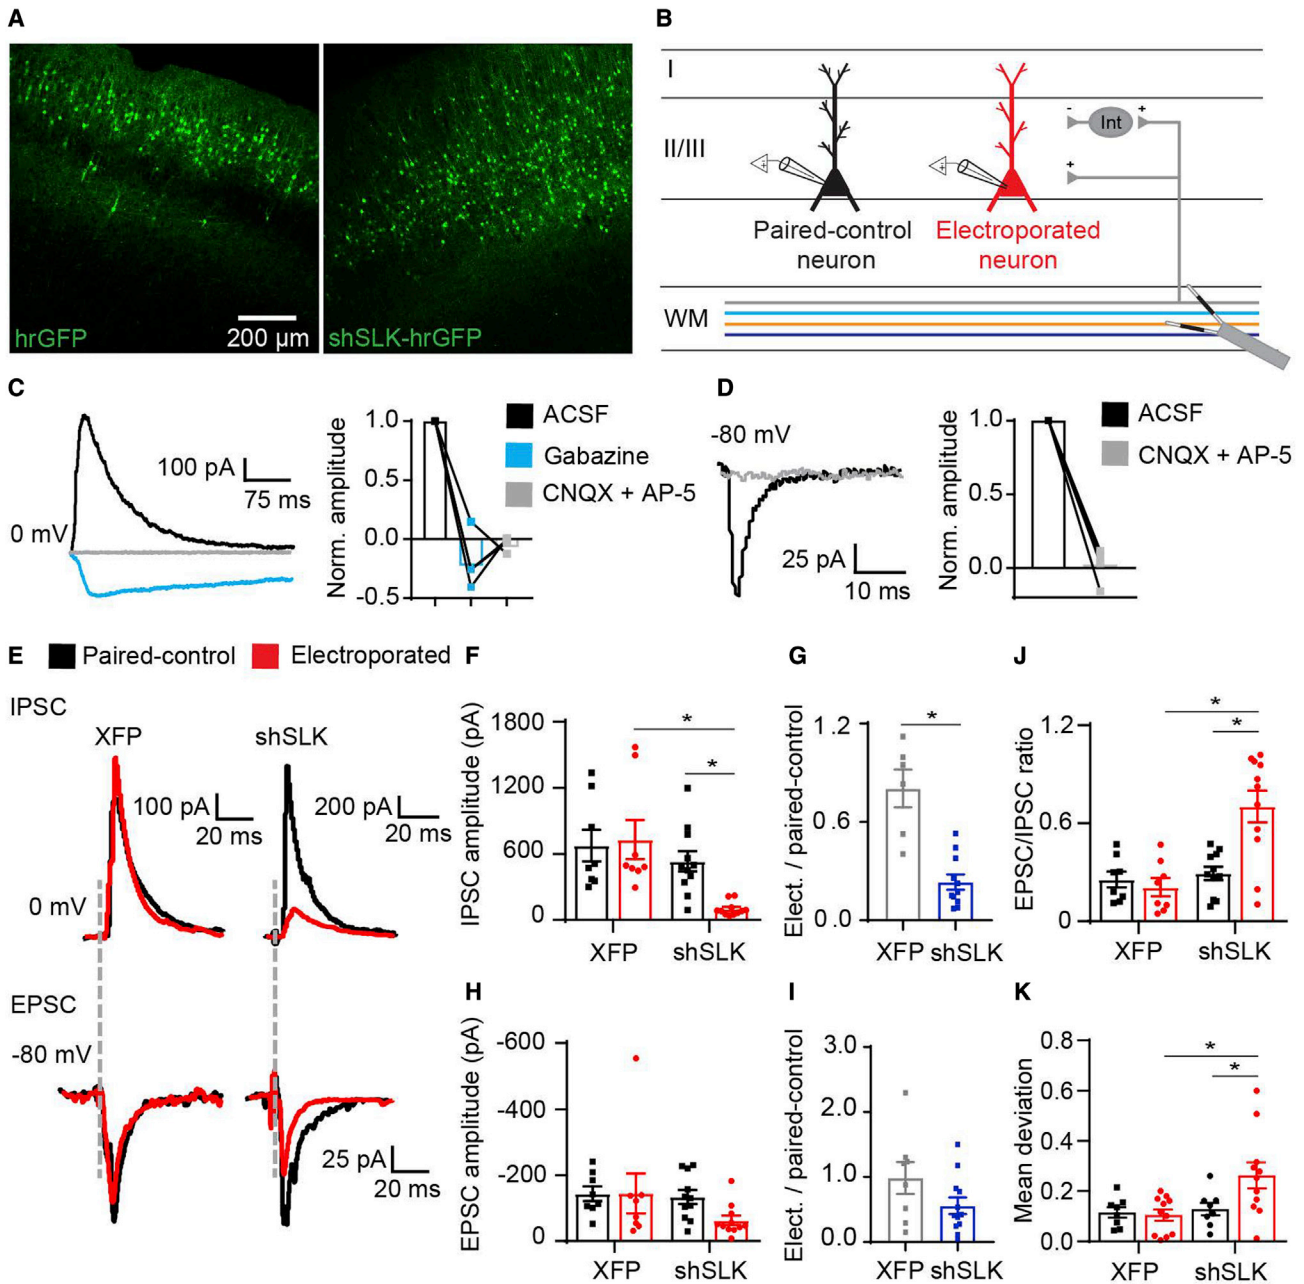 A
hrGFP
200 µm
shSLK-hrGFP
B
I
II/III
- Int +
+
Paired-control
neuron
Electroporated
neuron
WM
C
0 mV
100 pA
75 ms
Norm. amplitude
1.0
0.5
0.0
-0.5
ACSF
Gabazine
CNQX + AP-5
D
-80 mV
25 pA
10 ms
Norm. amplitude
1.0
0.5
0.0
ACSF
CNQX + AP-5
E
Paired-control
Electroporated
IPSC
XFP
shSLK
100 pA
20 ms
200 pA
20 ms
0 mV
EPSC
-80 mV
25 pA
20 ms
F
IPSC amplitude (pA)
1800
1200
600
0
*
*
XFP
shSLK
G
Elect. / paired-control
1.2
0.6
0.0
*
XFP
shSLK
J
EPSC/IPSC ratio
1.2
0.6
0
*
*
XFP
shSLK
H
EPSC amplitude (pA)
-600
-400
-200
0
XFP
shSLK
I
Elect. / paired-control
3.0
2.0
1.0
0.0
XFP
shSLK
K
Mean deviation
0.8
0.6
0.4
0.2
0.0
*
*
XFP
shSLK